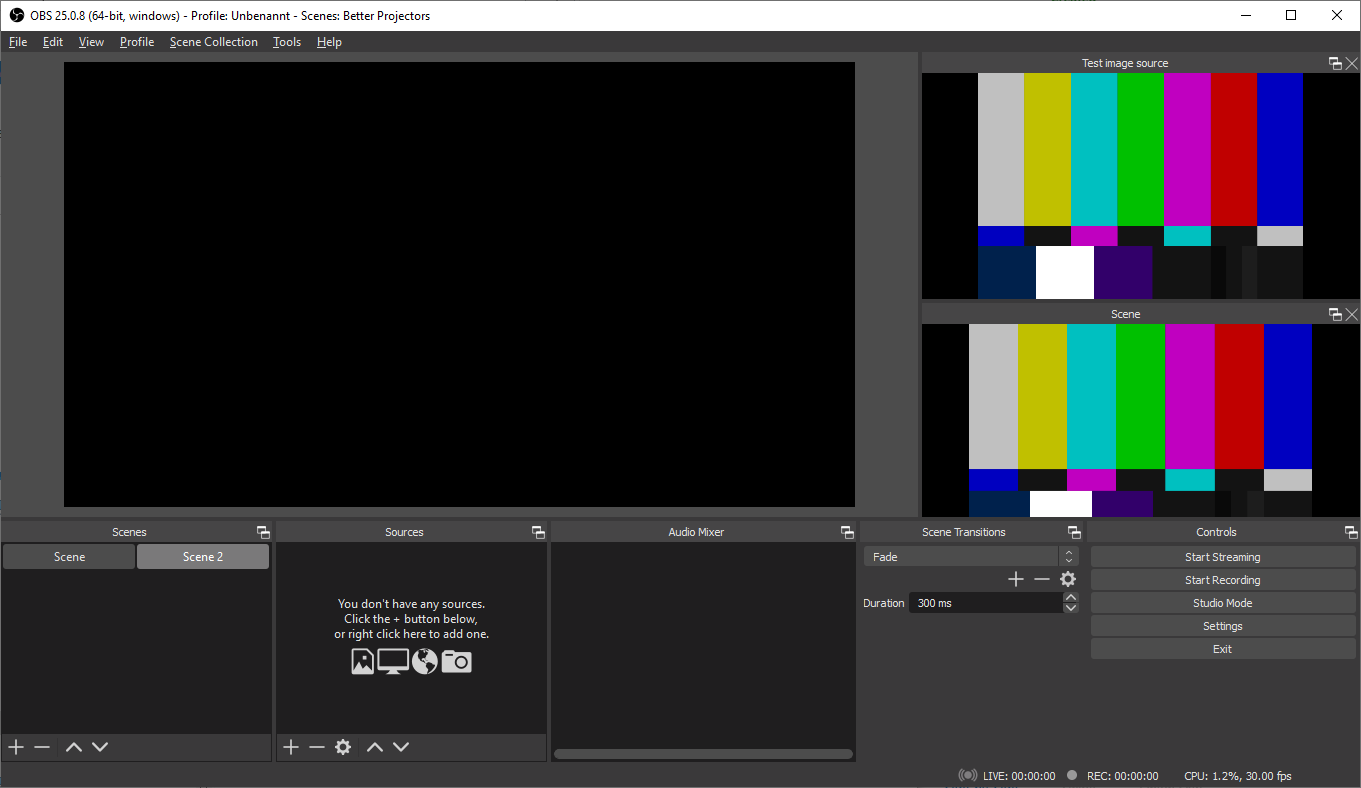 OBS 25.0.8 (64-bit, windows) - Profile: Unbenannt - Scenes: Better Projectors
File Edit View Profile Scene Collection Tools Help
Test image source
Scene
Scenes
Scene
Scene 2
Sources
You don't have any sources.
Click the + button below,
or right click here to add one.
Audio Mixer
Scene Transitions
Fade
Duration 300 ms
Controls
Start Streaming
Start Recording
Studio Mode
Settings
Exit
LIVE: 00:00:00 REC: 00:00:00 CPU: 1.2%, 30.00 fps